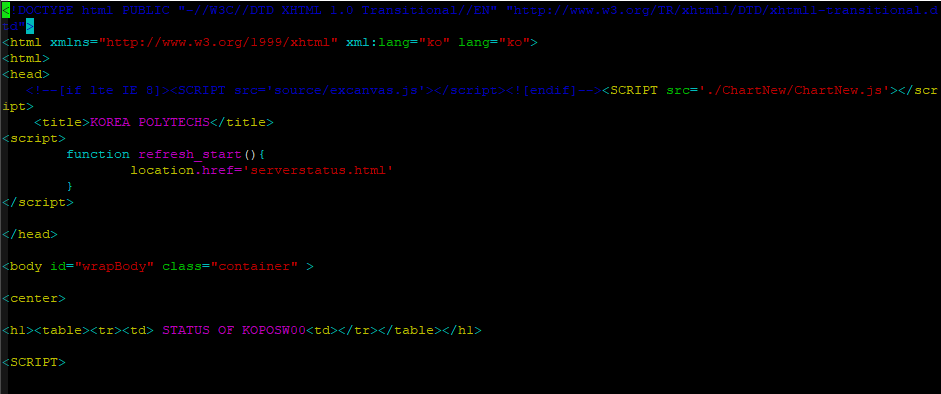 <!DOCTYPE html PUBLIC "-//W3C//DTD XHTML 1.0 Transitional//EN" "http://www.w3.org/TR/xhtml1/DTD/xhtml1-transitional.d
td">
<html xmlns="http://www.w3.org/1999/xhtml" xml:lang="ko" lang="ko">
<html>
<head>
   <!--[if lte IE 8]><SCRIPT src='source/excanvas.js'></script><![endif]--><SCRIPT src='./ChartNew/ChartNew.js'></scr
ipt>
    <title>KOREA POLYTECHS</title>
<script>
        function refresh_start(){
                location.href='serverstatus.html'
        }
</script>
</head>
<body id="wrapBody" class="container" >
<center>
<h1><table><tr><td> STATUS OF KOPOSW00<td></tr></table></h1>
<SCRIPT>